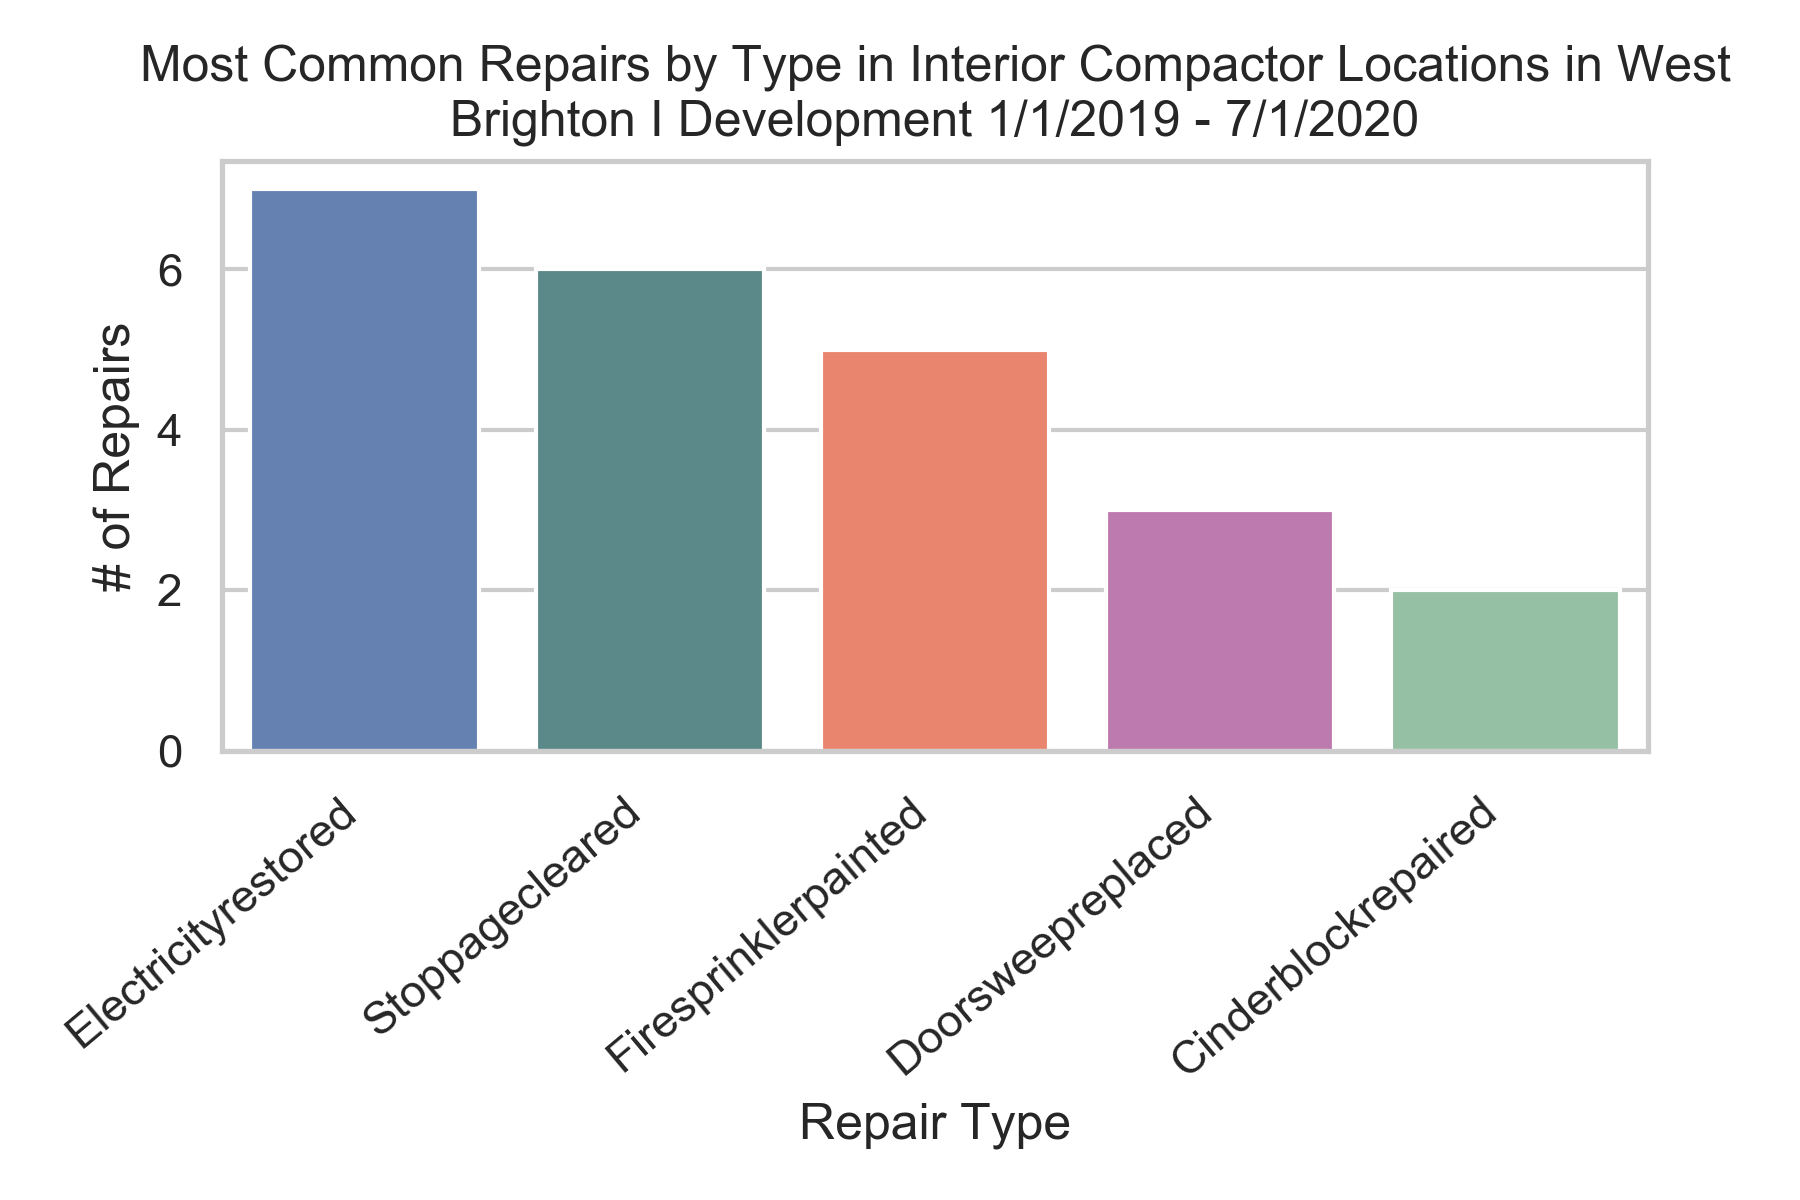 Most Common Repairs by Type in Interior Compactor Locations in West
Brighton I Development 1/1/2019 - 7/1/2020
# of Repairs
6
4
2
0
Electricityrestored
Stoppagecleared
Firesprinklerpainted
Doorsweepreplaced
Cinderblockrepaired
Repair Type